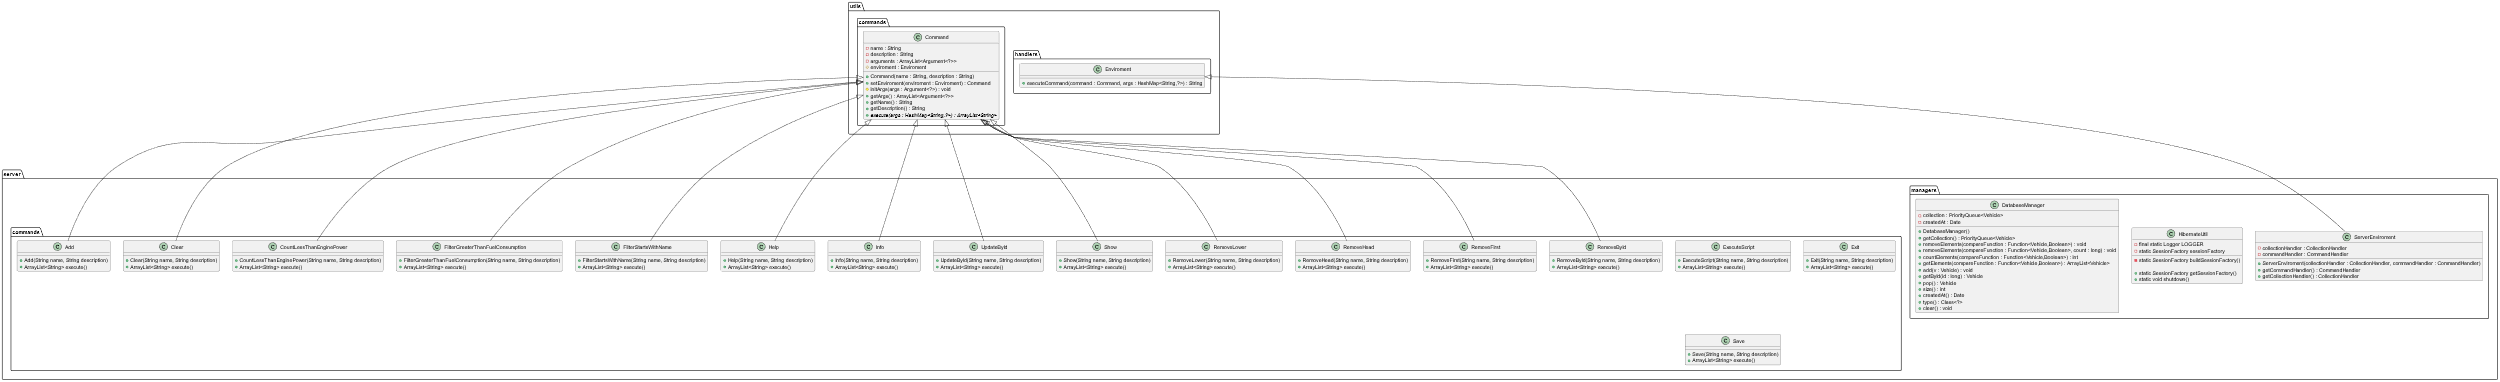 utils
commands
C Command
name : String
description : String
arguments : ArrayList<Argument<?>>
enviroment : Enviroment
Command(name : String, description : String)
setEnviroment(enviroment : Enviroment) : Command
initArgs(args : Argument<?>) : void
getArgs() : ArrayList<Argument<?>>
getName() : String
getDescription() : String
execute(args : HashMap<String,?>) : ArrayList<String>
handlers
C Enviroment
executeCommand(command : Command, args : HashMap<String,?>) : String
server
commands
C Add
Add(String name, String description)
ArrayList<String> execute()
C Clear
Clear(String name, String description)
ArrayList<String> execute()
C CountLessThanEnginePower
CountLessThanEnginePower(String name, String description)
ArrayList<String> execute()
C FilterGreaterThanFuelConsumption
FilterGreaterThanFuelConsumption(String name, String description)
ArrayList<String> execute()
C FilterStartsWithName
FilterStartsWithName(String name, String description)
ArrayList<String> execute()
C Help
Help(String name, String description)
ArrayList<String> execute()
C Info
Info(String name, String description)
ArrayList<String> execute()
C UpdateById
UpdateById(String name, String description)
ArrayList<String> execute()
C Show
Show(String name, String description)
ArrayList<String> execute()
C RemoveLower
RemoveLower(String name, String description)
ArrayList<String> execute()
C RemoveHead
RemoveHead(String name, String description)
ArrayList<String> execute()
C RemoveFirst
RemoveFirst(String name, String description)
ArrayList<String> execute()
C RemoveById
RemoveById(String name, String description)
ArrayList<String> execute()
C ExecuteScript
ExecuteScript(String name, String description)
ArrayList<String> execute()
C Exit
Exit(String name, String description)
ArrayList<String> execute()
C Save
Save(String name, String description)
ArrayList<String> execute()
managers
C DatabaseManager
collection : PriorityQueue<Vehicle>
createdAt : Date
DatabaseManager()
getCollection() : PriorityQueue<Vehicle>
removeElements(compareFunction : Function<Vehicle,Boolean>) : void
removeElements(compareFunction : Function<Vehicle,Boolean>, count : long) : void
countElements(compareFunction : Function<Vehicle,Boolean>) : int
getElements(compareFunction : Function<Vehicle,Boolean>) : ArrayList<Vehicle>
add(v : Vehicle) : void
getById(id : long) : Vehicle
pop() : Vehicle
size() : int
createdAt() : Date
type() : Class<?>
clear() : void
C HibernateUtil
final static Logger LOGGER
static SessionFactory sessionFactory
static SessionFactory buildSessionFactory()
static SessionFactory getSessionFactory()
static void shutdown()
C ServerEnviroment
collectionHandler : CollectionHandler
commandHandler : CommandHandler
ServerEnviroment(collectionHandler : CollectionHandler, commandHandler : CommandHandler)
getCommandHandler() : CommandHandler
getCollectionHandler() : CollectionHandler